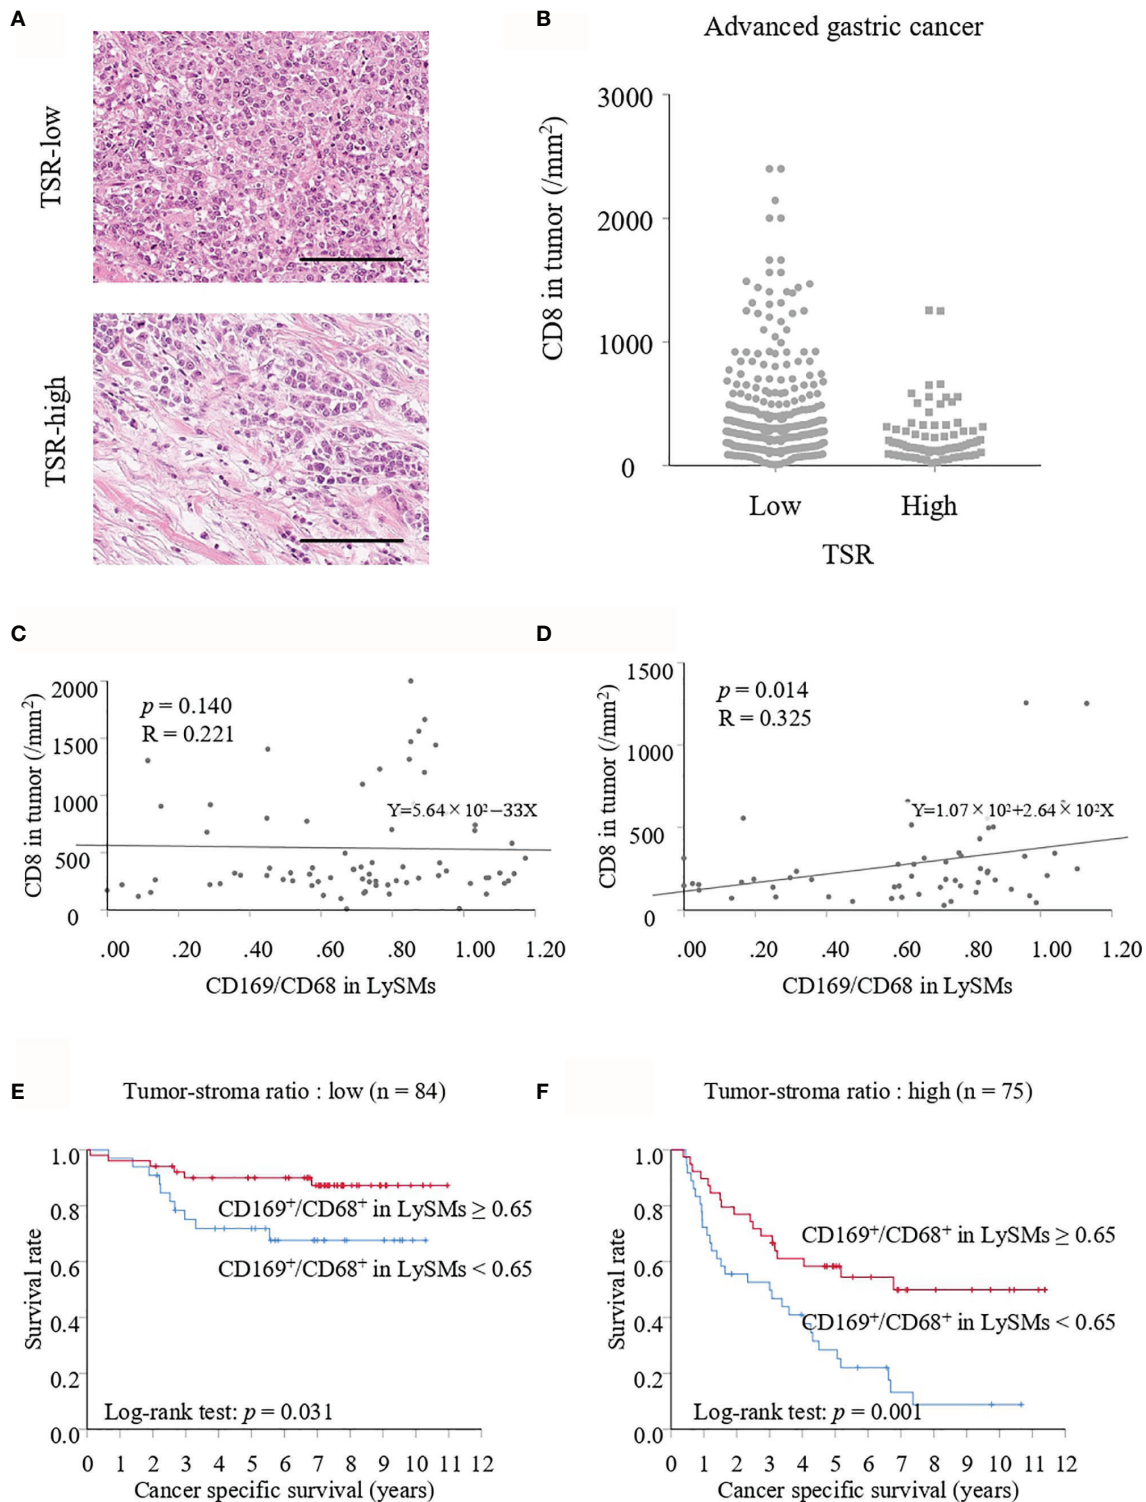 A
TSR-low
TSR-high
B
Advanced gastric cancer
CD8 in tumor (/mm²)
3000
2000
1000
0
Low High
TSR
C
CD8 in tumor (/mm²)
2000
1500
1000
500
0
p = 0.140
R = 0.221
Y=5.64×10²−33X
.00 .20 .40 .60 .80 1.00 1.20
CD169/CD68 in LySMs
D
CD8 in tumor (/mm²)
1500
1000
500
0
p = 0.014
R = 0.325
Y=1.07×10²+2.64×10²X
.00 .20 .40 .60 .80 1.00 1.20
CD169/CD68 in LySMs
E
Tumor-stroma ratio : low (n = 84)
Survival rate
1.0
0.8
0.6
0.4
0.2
0.0
CD169⁺/CD68⁺ in LySMs ≥ 0.65
CD169⁺/CD68⁺ in LySMs < 0.65
Log-rank test: p = 0.031
0 1 2 3 4 5 6 7 8 9 10 11 12
Cancer specific survival (years)
F
Tumor-stroma ratio : high (n = 75)
Survival rate
1.0
0.8
0.6
0.4
0.2
0.0
CD169⁺/CD68⁺ in LySMs ≥ 0.65
CD169⁺/CD68⁺ in LySMs < 0.65
Log-rank test: p = 0.001
0 1 2 3 4 5 6 7 8 9 10 11 12
Cancer specific survival (years)